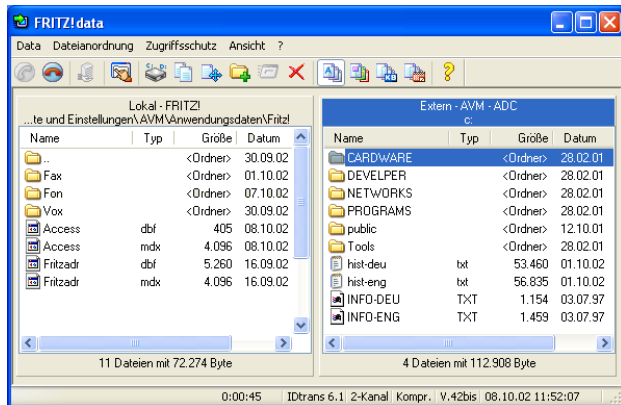 FRITZ! data
Data Dateianordnung Zugriffsschutz Ansicht ?
Lokal - FRITZ!
...te und Einstellungen\AVM\Anwendungsdaten\Fritz!
Name Typ Größe Datum
.. <Ordner> 30.09.02
Fax <Ordner> 01.10.02
Fon <Ordner> 07.10.02
Vox <Ordner> 30.09.02
Access dbf 405 08.10.02
Access mdx 4.096 08.10.02
Fritzadr dbf 5.260 16.09.02
Fritzadr mdx 4.096 16.09.02
11 Dateien mit 72.274 Byte
Extern - AVM - ADC
c:
Name Typ Größe Datum
CARDWARE <Ordner> 28.02.01
DEVELPER <Ordner> 28.02.01
NETWORKS <Ordner> 28.02.01
PROGRAMS <Ordner> 28.02.01
public <Ordner> 12.10.01
Tools <Ordner> 28.02.01
hist-deu txt 53.460 01.10.02
hist-eng txt 56.835 01.10.02
INFO-DEU TXT 1.154 03.07.97
INFO-ENG TXT 1.459 03.07.97
4 Dateien mit 112.908 Byte
0:00:45 IDtrans 6.1 2-Kanal Kompr. V.42bis 08.10.02 11:52:07